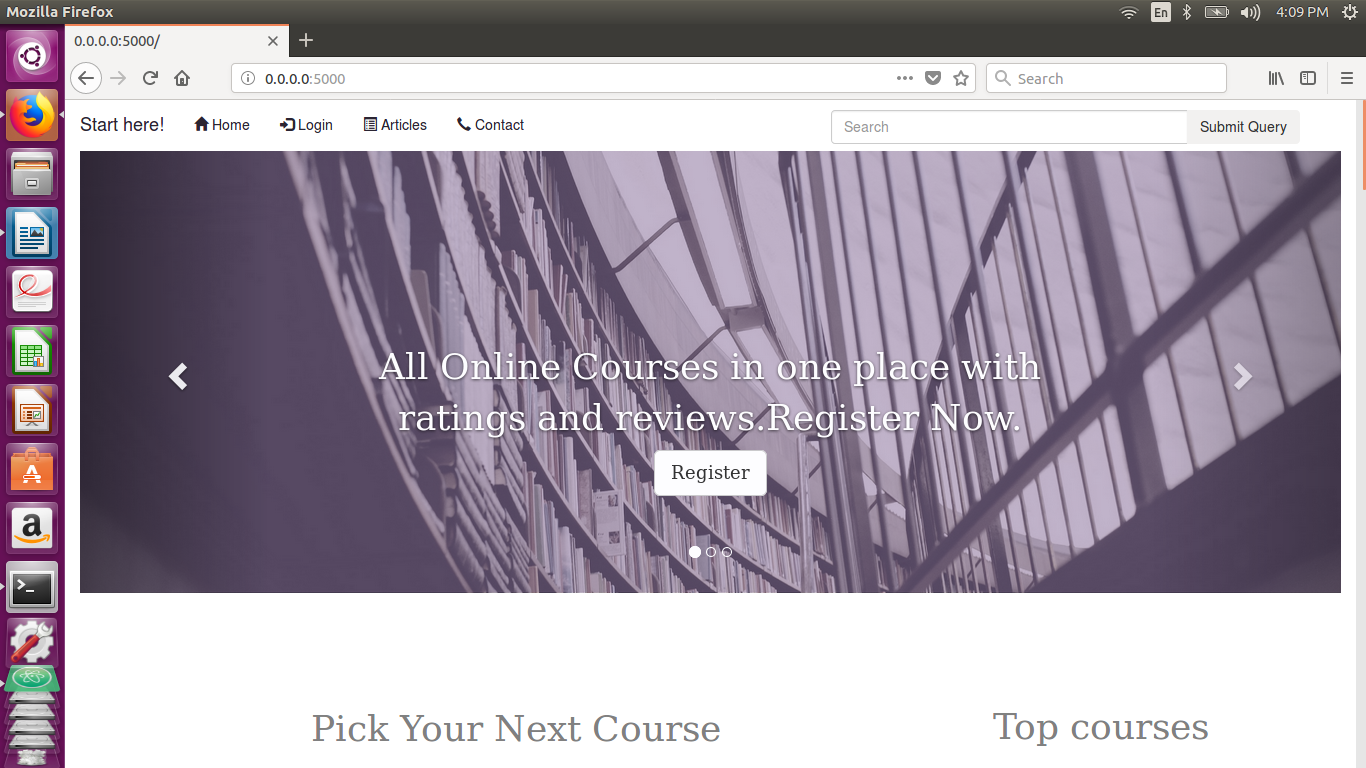 Mozilla Firefox
En
4:09 PM
0.0.0.0:5000/
0.0.0.0:5000
Search
Start here!
Home
Login
Articles
Contact
Search
Submit Query
All Online Courses in one place with
ratings and reviews.Register Now.
Register
Pick Your Next Course
Top courses